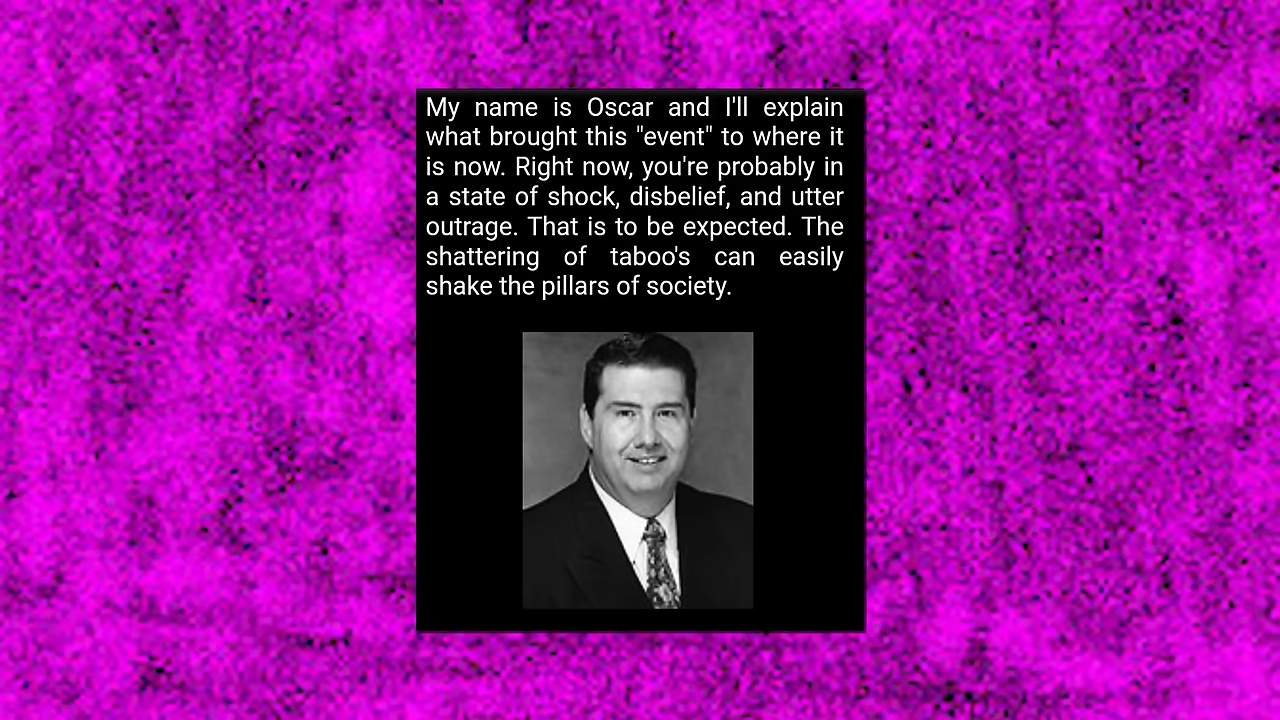 My name is Oscar and I'll explain
what brought this "event" to where it
is now. Right now, you're probably in
a state of shock, disbelief, and utter
outrage. That is to be expected. The
shattering of taboo's can easily
shake the pillars of society.